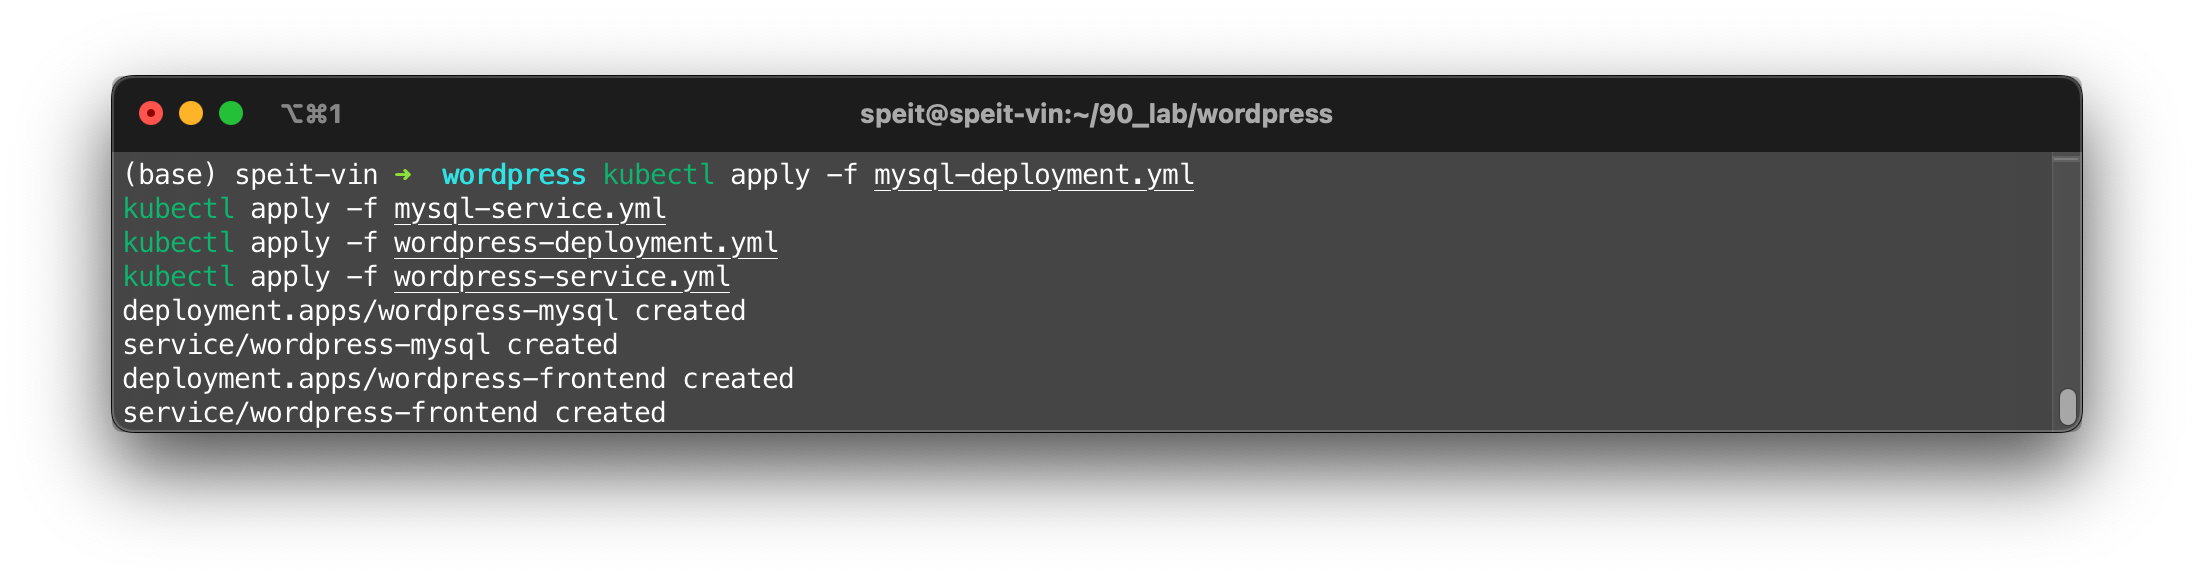 ⌥⌘1
speit@speit-vin:~/90_lab/wordpress
(base) speit-vin ➜  wordpress kubectl apply -f mysql-deployment.yml
kubectl apply -f mysql-service.yml
kubectl apply -f wordpress-deployment.yml
kubectl apply -f wordpress-service.yml
deployment.apps/wordpress-mysql created
service/wordpress-mysql created
deployment.apps/wordpress-frontend created
service/wordpress-frontend created